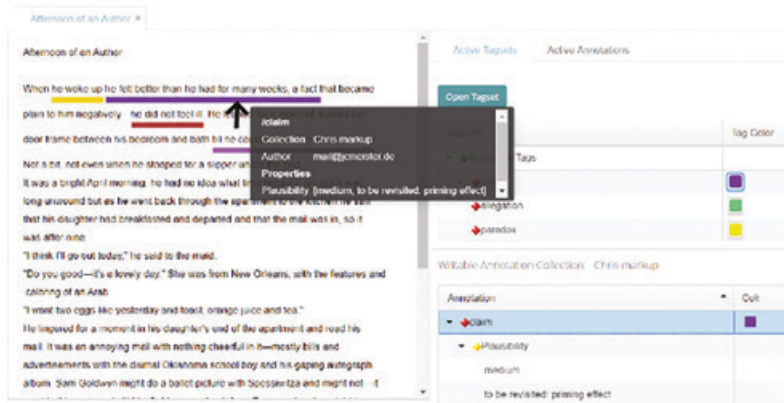 Afternoon of an Author ×
Afternoon of an Author
When he woke up he felt better than he had for many weeks, a fact that became
plain to him negatively he did not feel ill. He
door frame between his bedroom and bath till he
Not a bit, not even when he stooped for a slipper
It was a bright April morning, he had no idea what
long unwound but as he went back through the
that his daughter had breakfasted and departed and that the mail was in, so it
was after nine.
"I think I'll go out today," he said to the maid.
"Do you good—it's a lovely day." She was from New Orleans, with the features and
coloring of an Arab.
"I want two eggs like yesterday and toast, orange juice and tea."
He lingered for a moment in his daughter's end of the apartment and read his
mail. It was an annoying mail with nothing cheerful in it—mostly bills and
advertisements with the diurnal Oklahoma school boy and his gaping autograph
album. Sam Goldwyn might do a ballet picture with Spessiwitza and might not—it
/claim
Collection Chris markup
Author mail@jcmeister.de
Properties
Plausibility [medium, to be revisited: priming effect]
Active Tagsets
Active Annotations
Open Tagset
Tag Color
Tags
allegation
paradox
Writable Annotation Collection: Chris markup
Annotation
claim
Plausibility
medium
to be revisited: priming effect